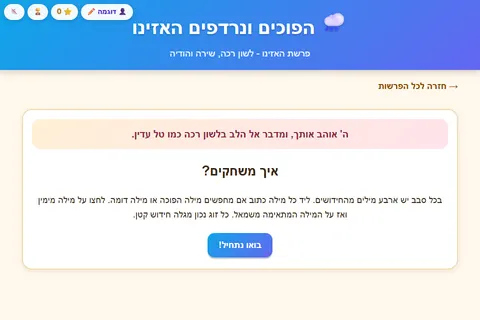 דוגמה
0
הפוכים ונרדפים האזינו
פרשת האזינו - לשון רכה, שירה והודיה
→ חזרה לכל הפרשות
ה' אוהב אותך, ומדבר אל הלב בלשון רכה כמו טל עדין.
איך משחקים?
בכל סבב יש ארבע מילים מהחידושים. ליד כל מילה כתוב אם מחפשים מילה הפוכה או מילה דומה. לחצו על מילה מימין
ואז על המילה המתאימה משמאל. כל זוג נכון מגלה חידוש קטן.
בואו נתחיל!